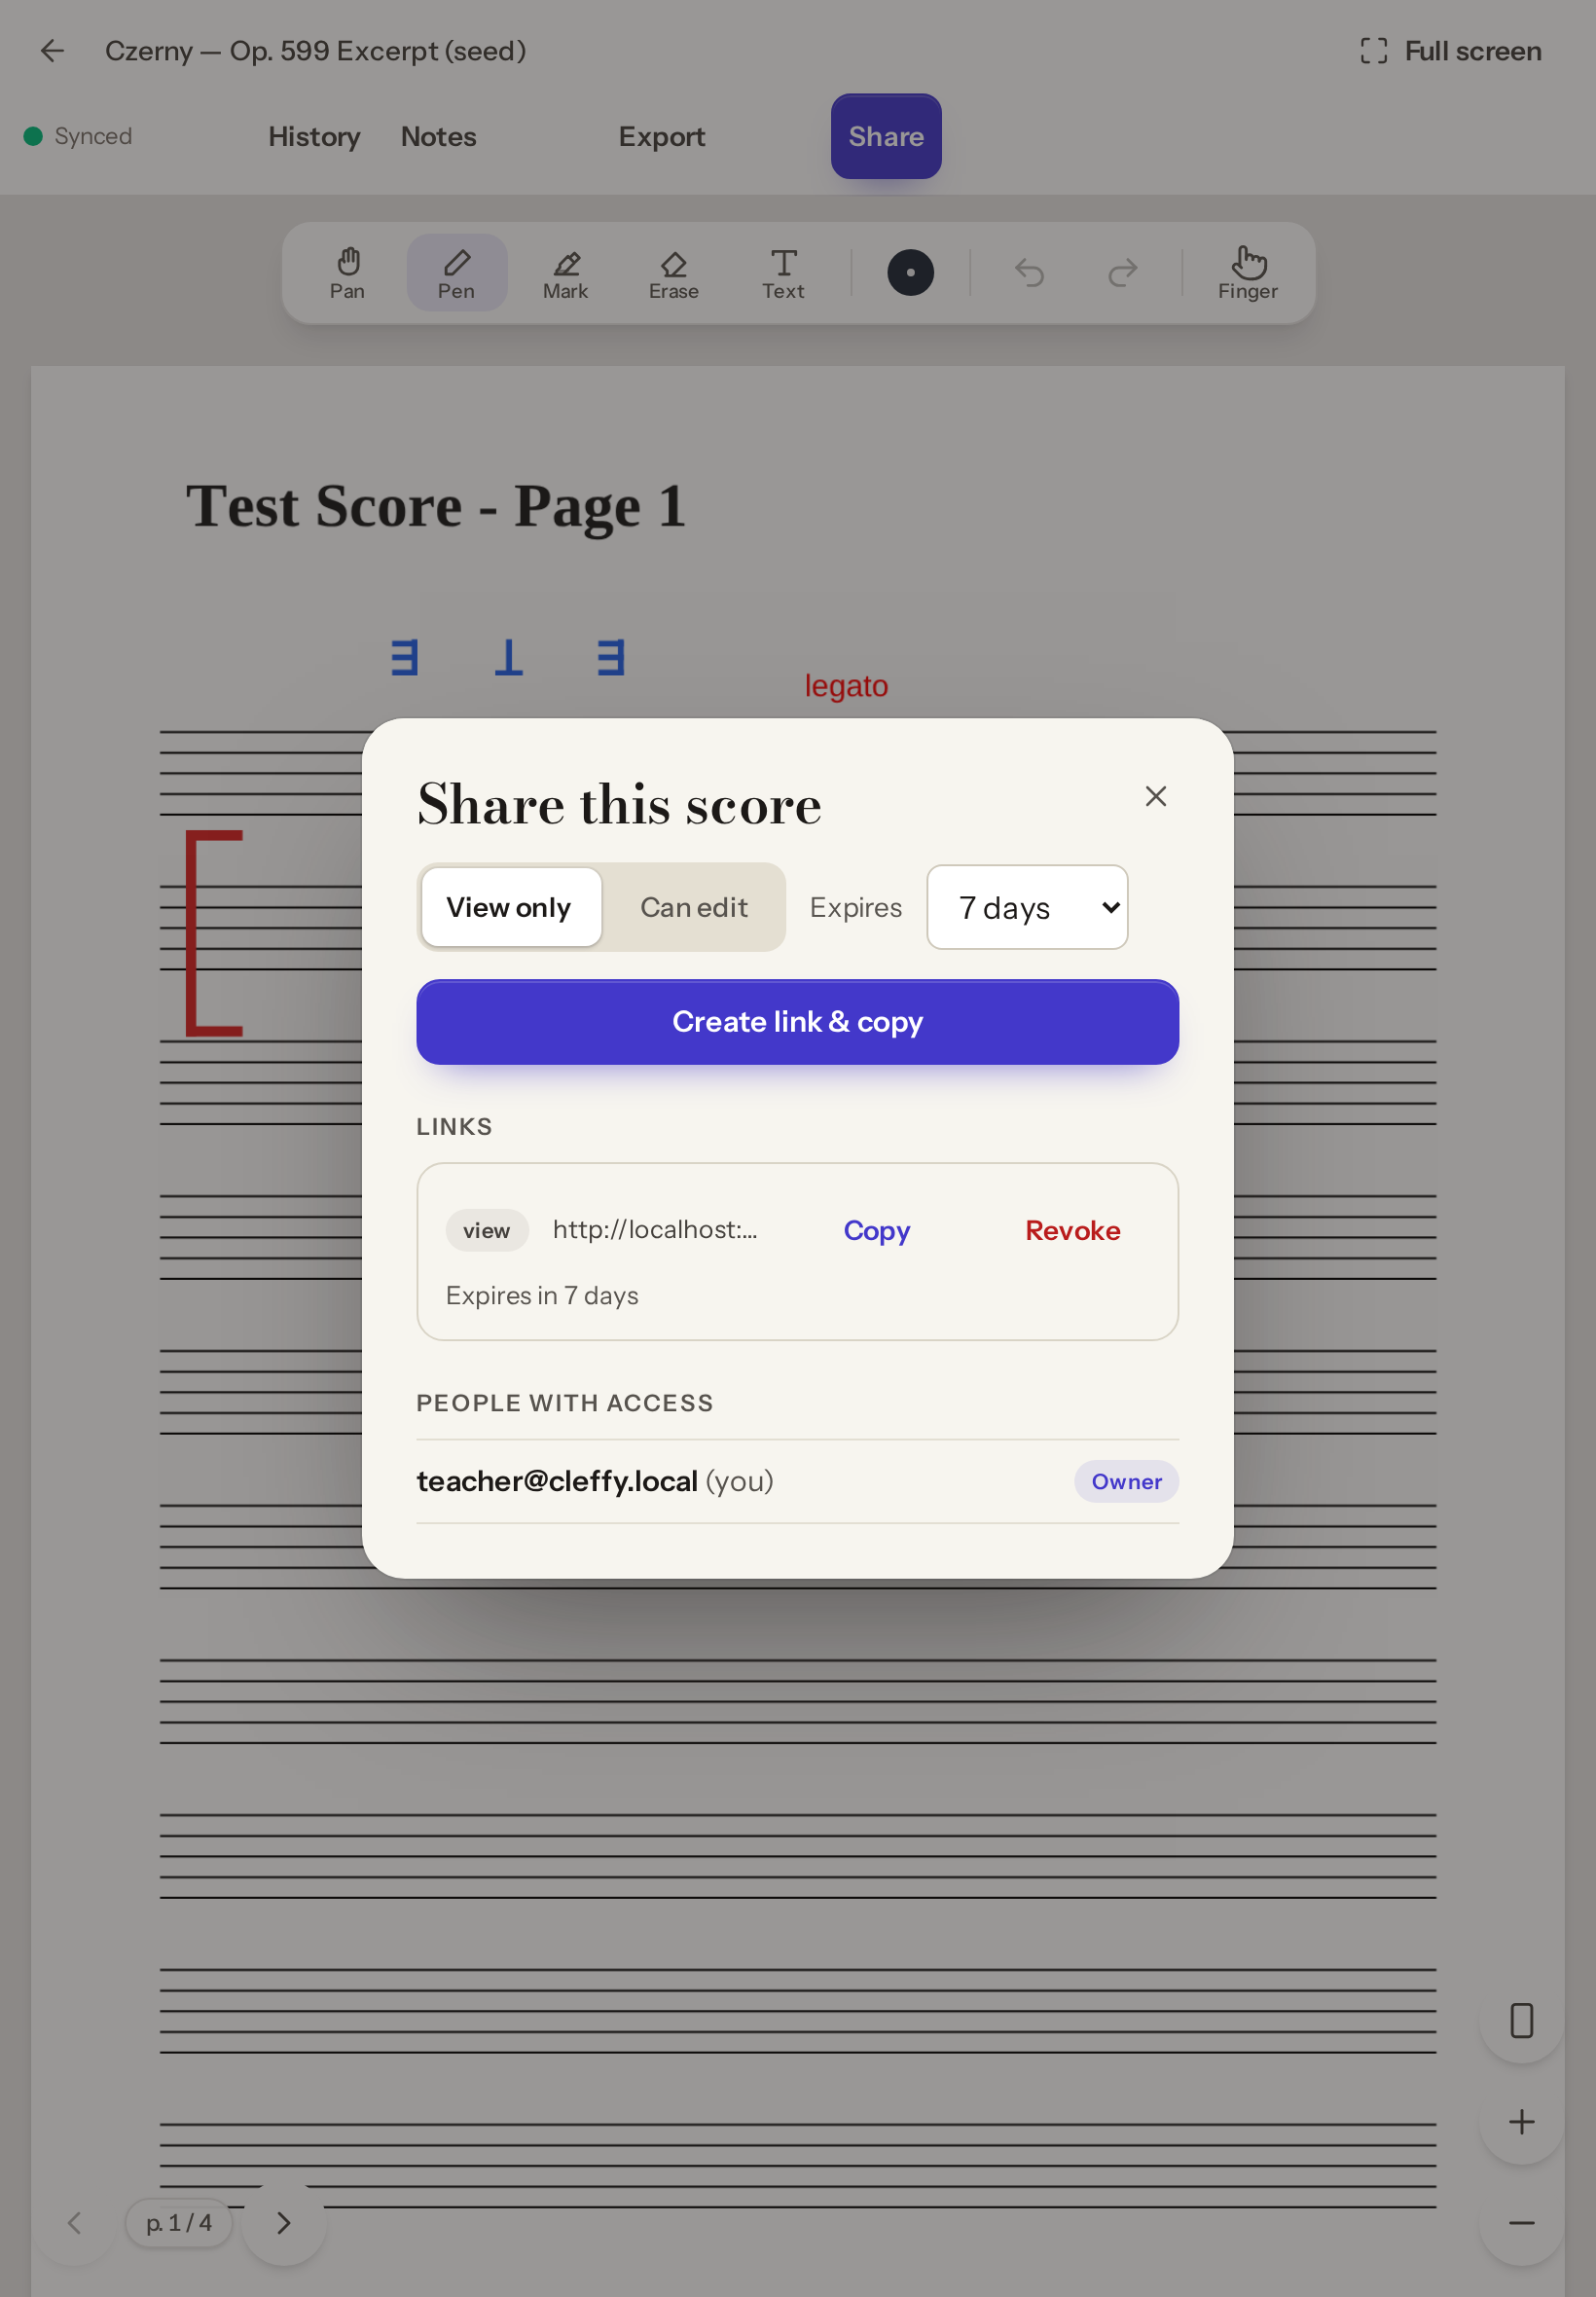 Czerny — Op. 599 Excerpt (seed)
Full screen
Synced
History
Notes
Export
Share
Pan
Pen
Mark
Erase
Text
Finger
Test Score - Page 1
legato
Share this score
View only
Can edit
Expires
7 days
Create link & copy
LINKS
view
http://localhost:...
Copy
Revoke
Expires in 7 days
PEOPLE WITH ACCESS
teacher@cleffy.local (you)
Owner
p. 1 / 4